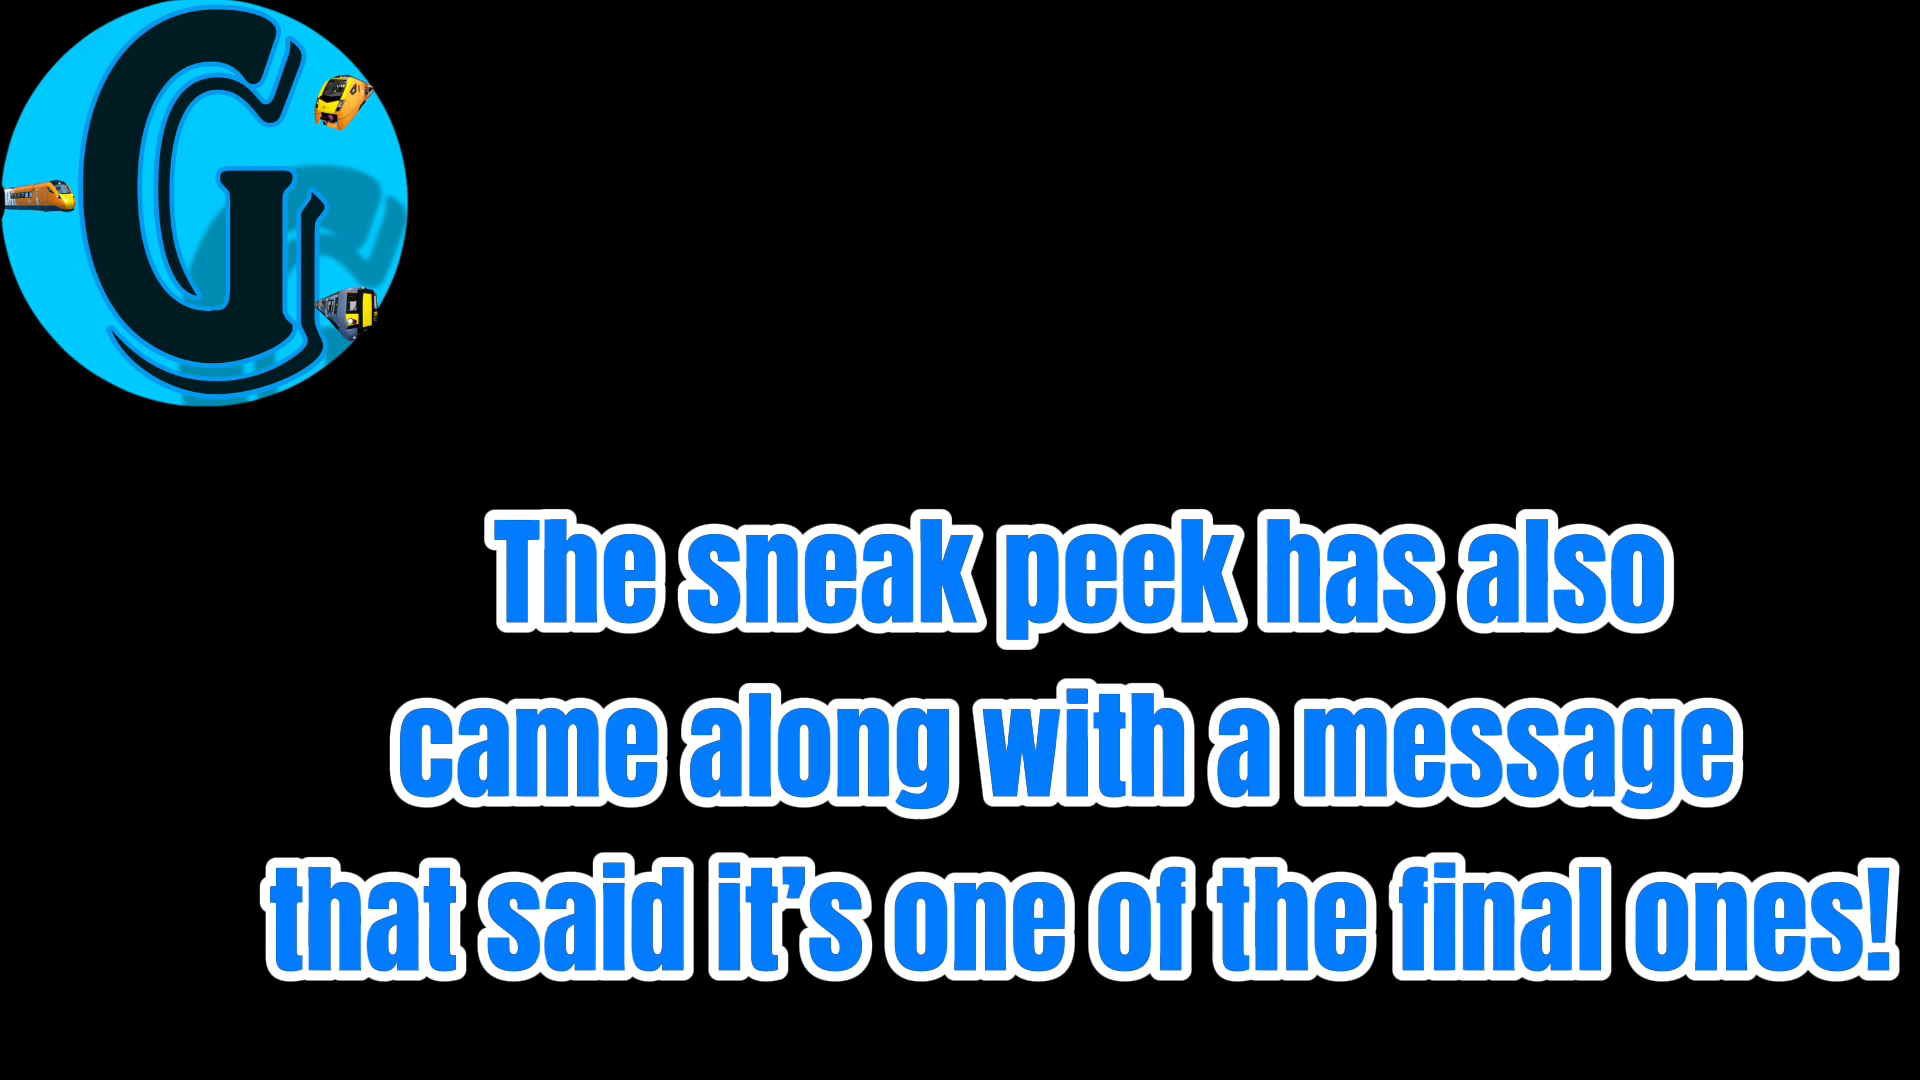 G
The sneak peek has also
came along with a message
that said it’s one of the final ones!